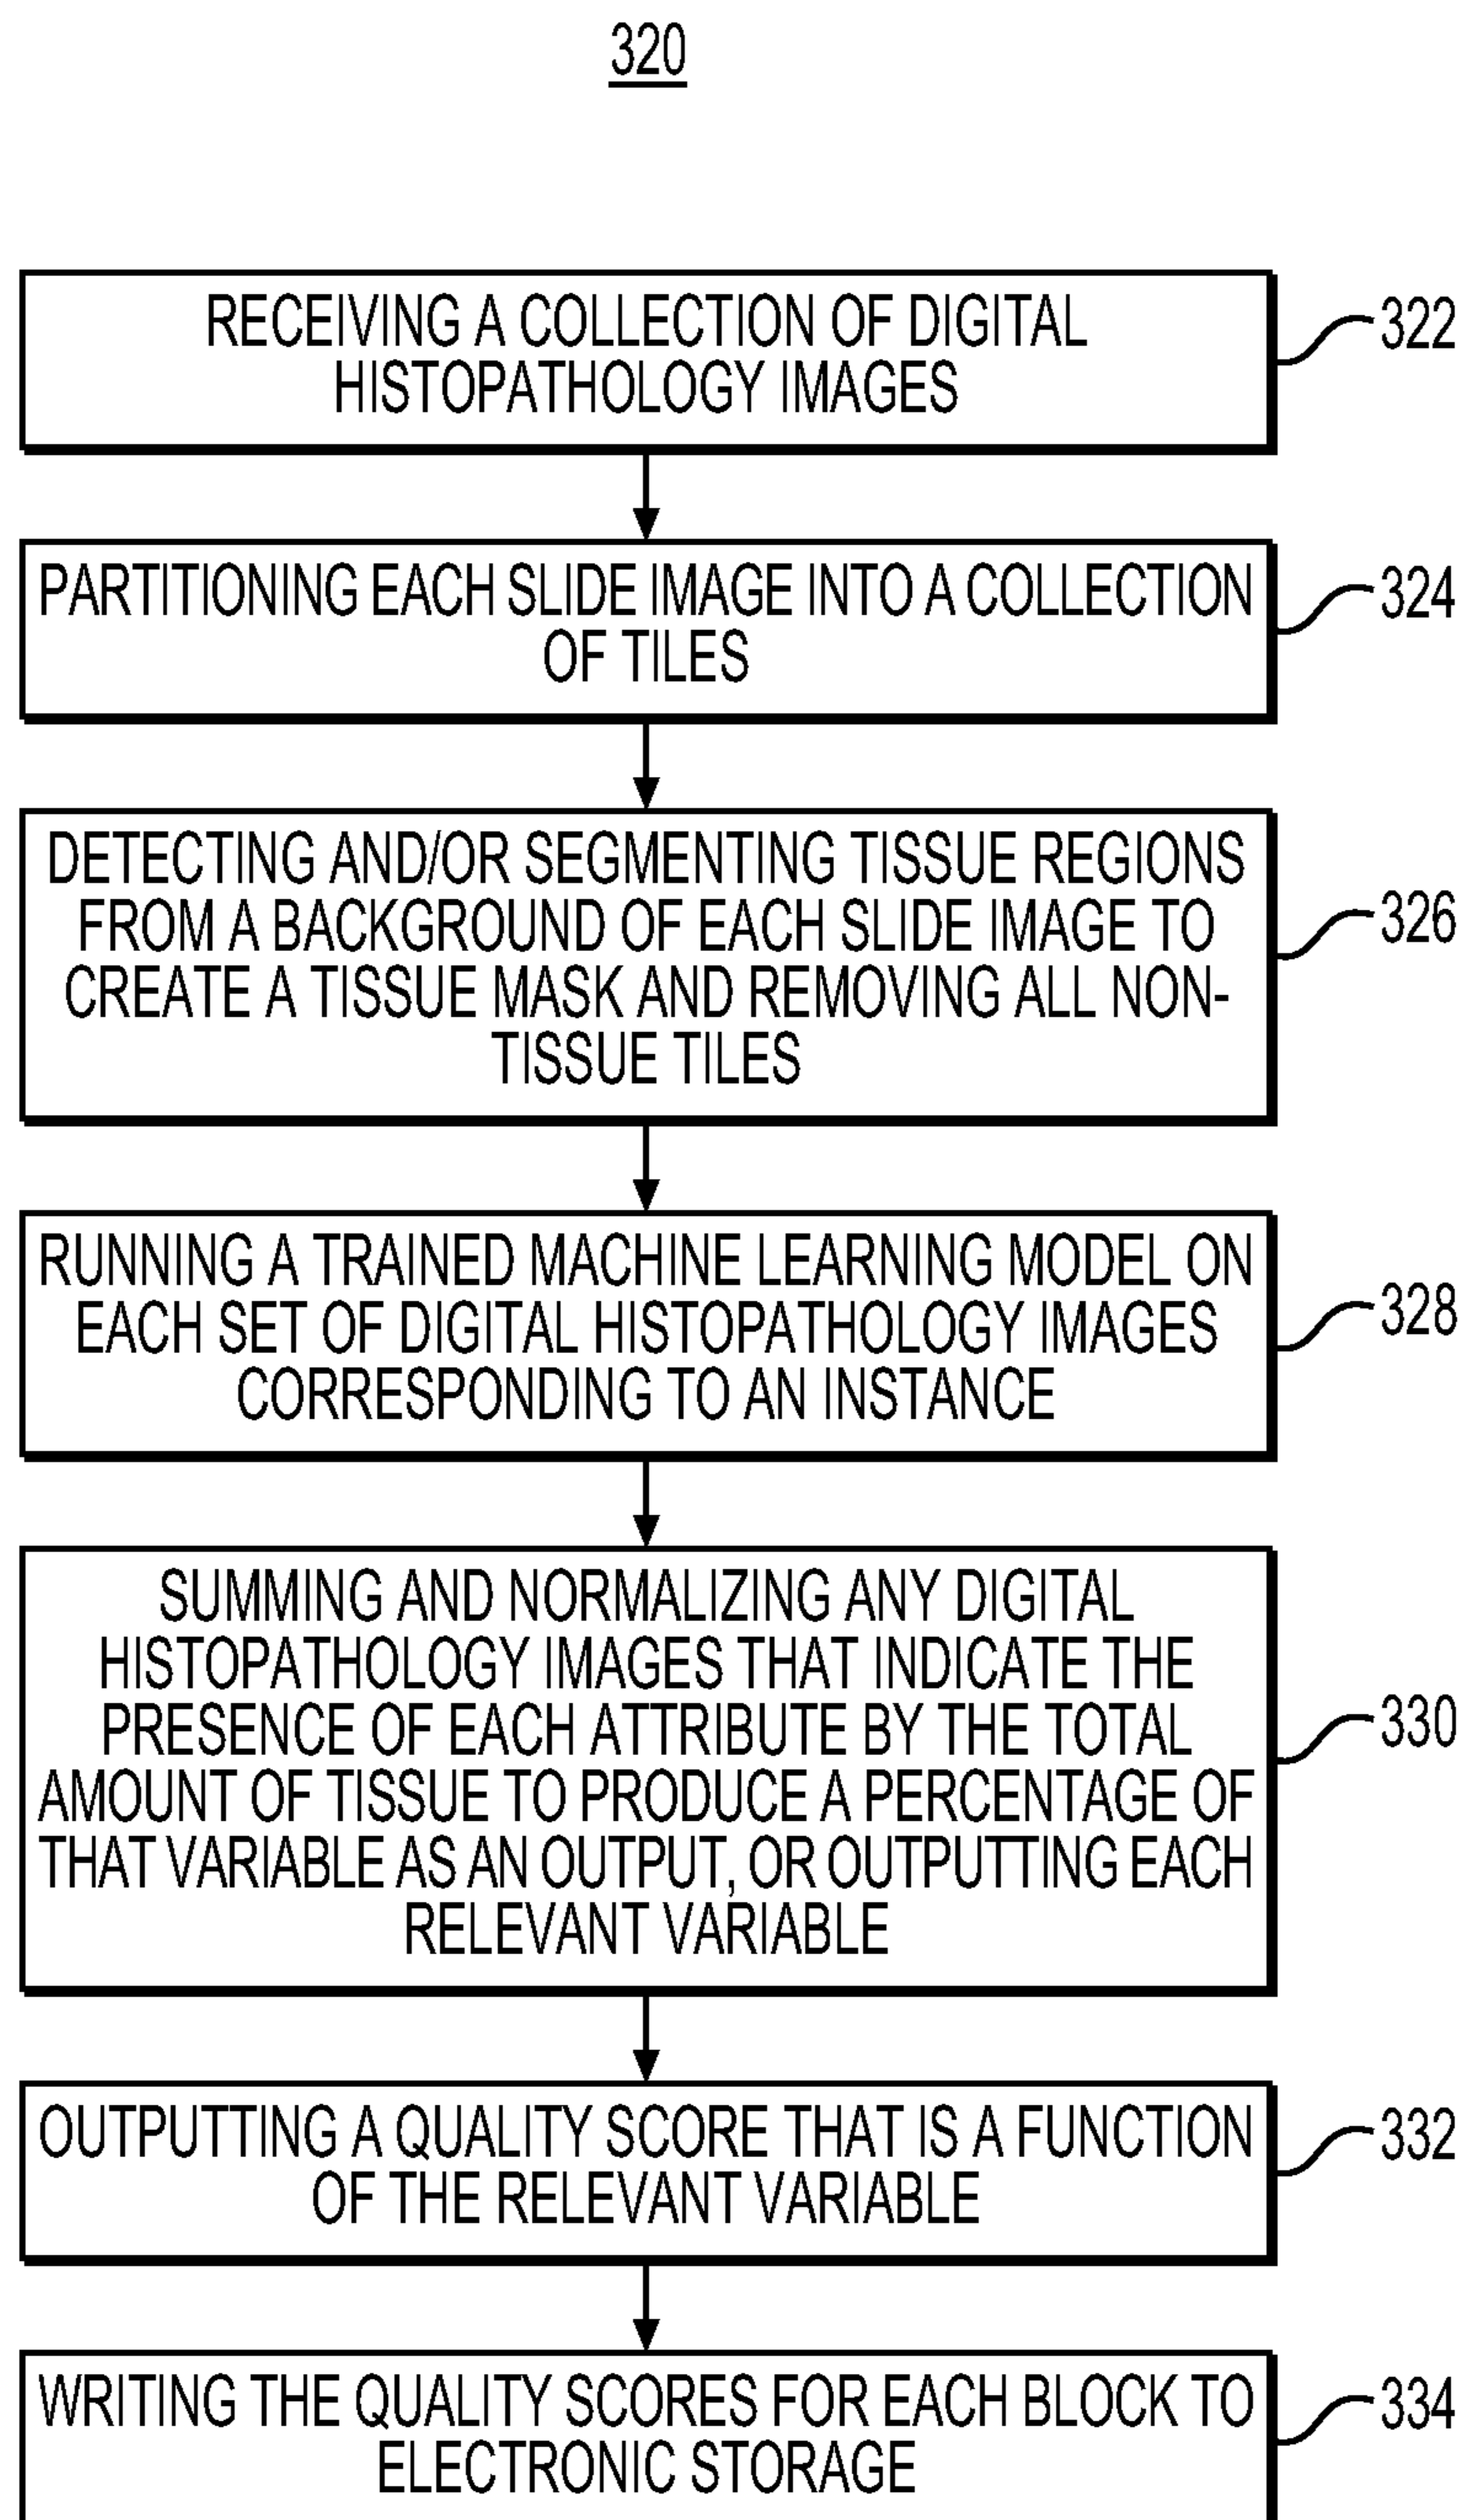 320
RECEIVING A COLLECTION OF DIGITAL
HISTOPATHOLOGY IMAGES
322
PARTITIONING EACH SLIDE IMAGE INTO A COLLECTION
OF TILES
324
DETECTING AND/OR SEGMENTING TISSUE REGIONS
FROM A BACKGROUND OF EACH SLIDE IMAGE TO
CREATE A TISSUE MASK AND REMOVING ALL NON-
TISSUE TILES
326
RUNNING A TRAINED MACHINE LEARNING MODEL ON
EACH SET OF DIGITAL HISTOPATHOLOGY IMAGES
CORRESPONDING TO AN INSTANCE
328
SUMMING AND NORMALIZING ANY DIGITAL
HISTOPATHOLOGY IMAGES THAT INDICATE THE
PRESENCE OF EACH ATTRIBUTE BY THE TOTAL
AMOUNT OF TISSUE TO PRODUCE A PERCENTAGE OF
THAT VARIABLE AS AN OUTPUT, OR OUTPUTTING EACH
RELEVANT VARIABLE
330
OUTPUTTING A QUALITY SCORE THAT IS A FUNCTION
OF THE RELEVANT VARIABLE
332
WRITING THE QUALITY SCORES FOR EACH BLOCK TO
ELECTRONIC STORAGE
334